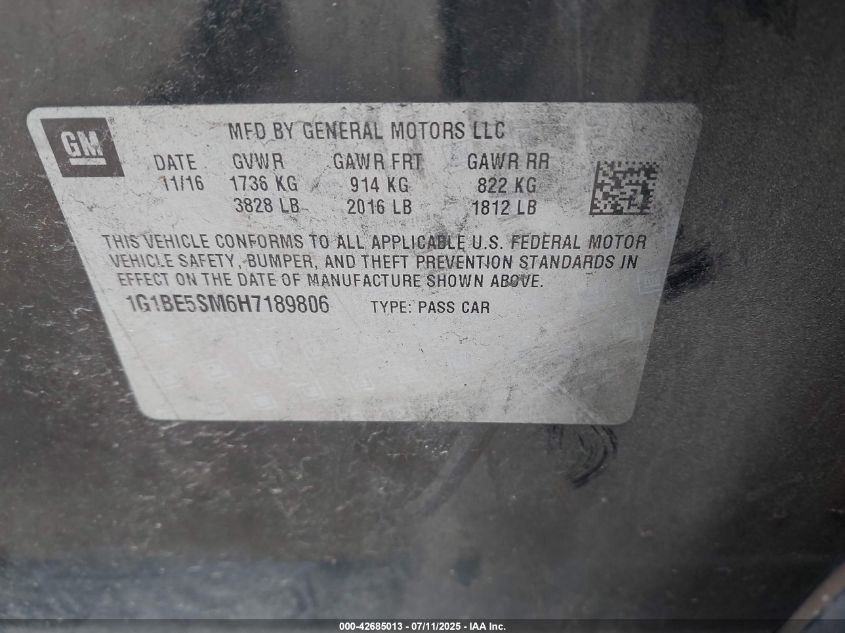 GM
MFD BY GENERAL MOTORS LLC
DATE GVWR GAWR FRT GAWR RR
11/16 1736 KG 914 KG 822 KG
3828 LB 2016 LB 1812 LB
THIS VEHICLE CONFORMS TO ALL APPLICABLE U.S. FEDERAL MOTOR
VEHICLE SAFETY, BUMPER, AND THEFT PREVENTION STANDARDS IN
EFFECT ON THE DATE OF MANUFACTURE SHOWN ABOVE.
1G1BE5SM6H7189806 TYPE: PASS CAR
000-42685013 - 07/11/2025 - IAA Inc.